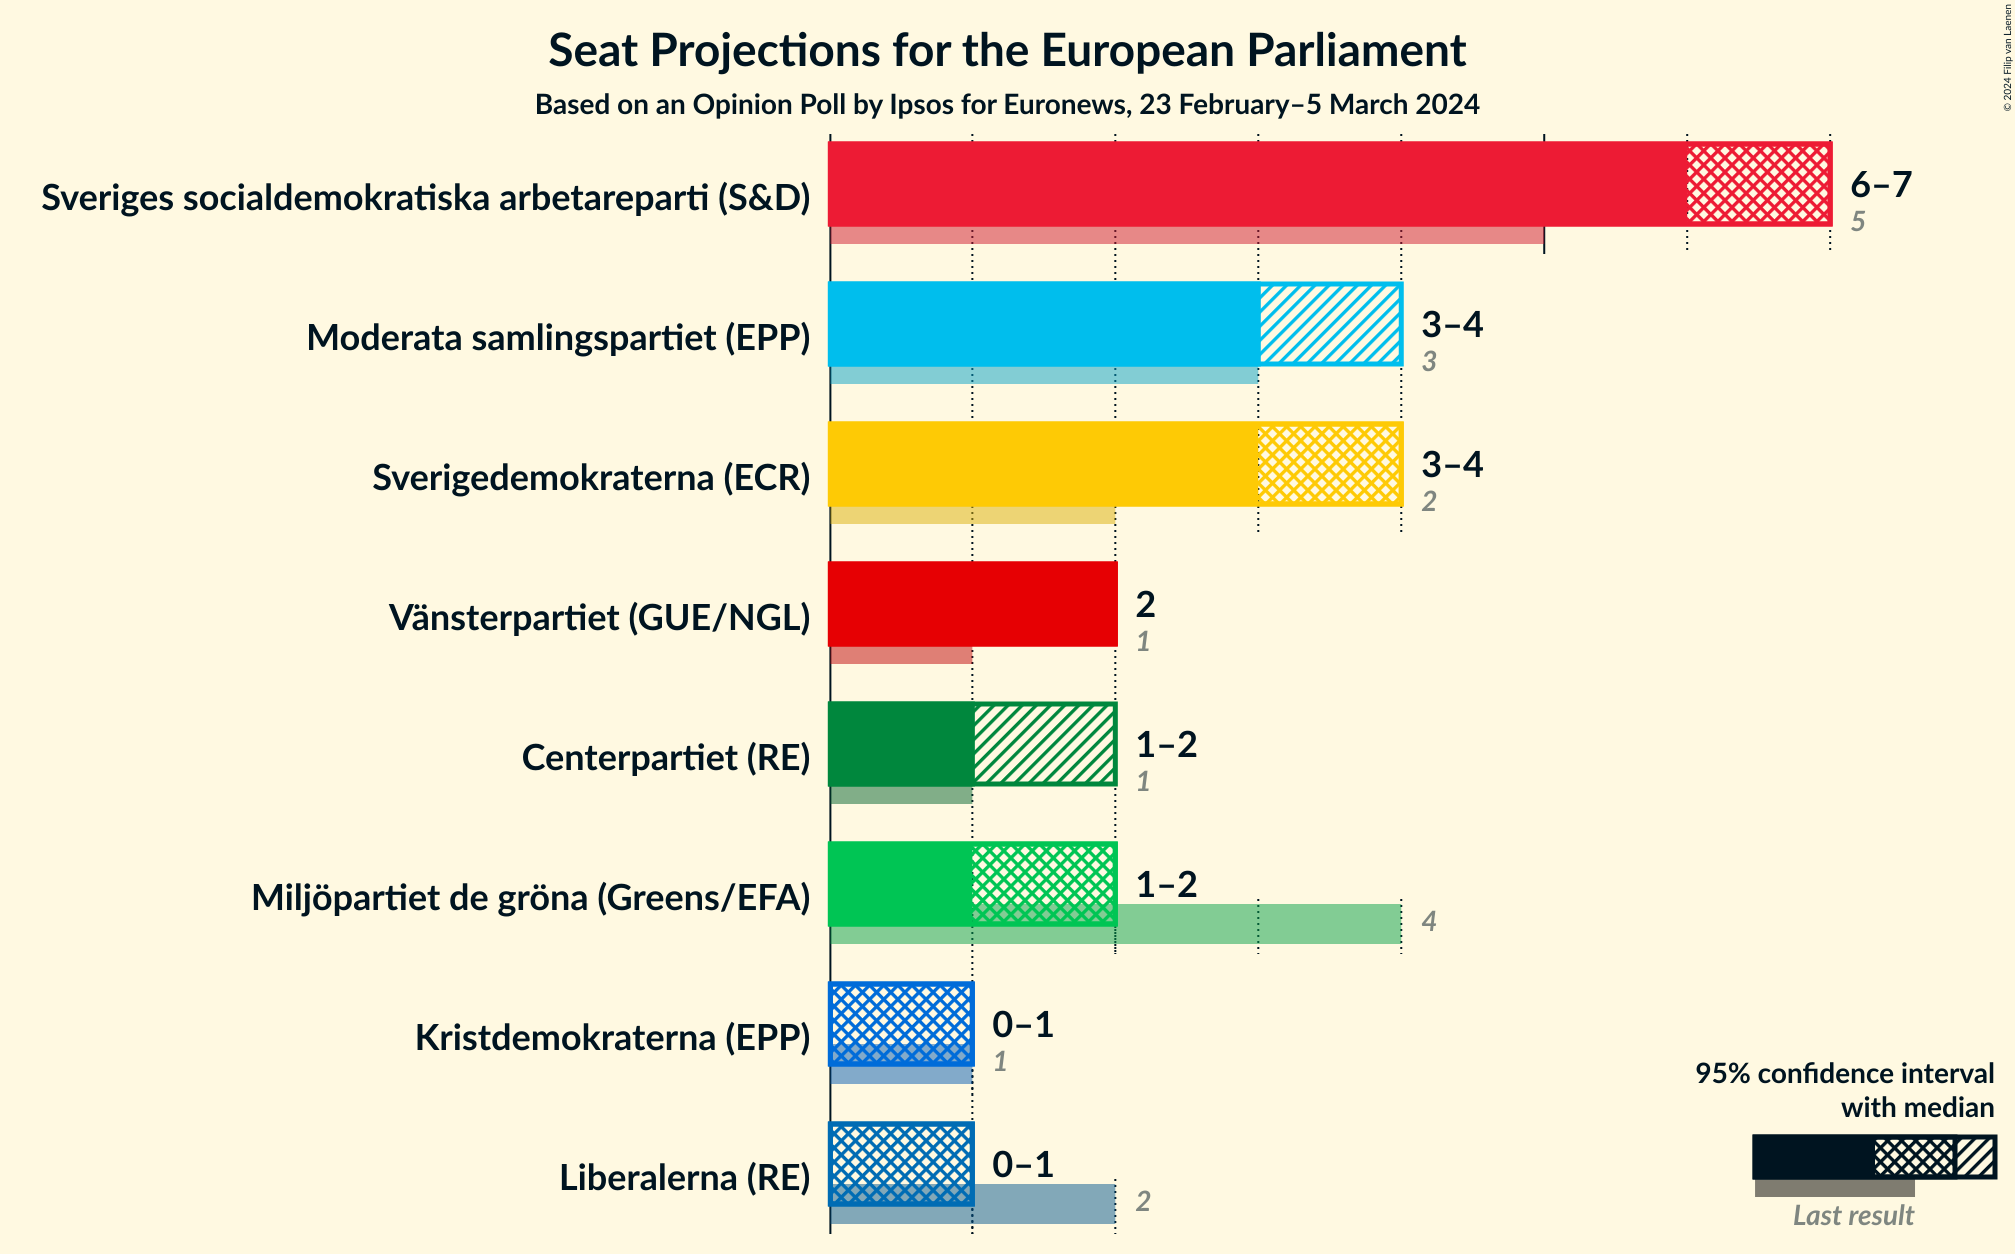 Seat Projections for the European Parliament
Based on an Opinion Poll by Ipsos for Euronews, 23 February–5 March 2024
© 2024 Filip van Laenen
Sveriges socialdemokratiska arbetareparti (S&D)
6–7
5
Moderata samlingspartiet (EPP)
3–4
3
Sverigedemokraterna (ECR)
3–4
2
Vänsterpartiet (GUE/NGL)
2
1
Centerpartiet (RE)
1–2
1
Miljöpartiet de gröna (Greens/EFA)
1–2
4
Kristdemokraterna (EPP)
0–1
1
Liberalerna (RE)
0–1
2
95% confidence interval
with median
Last result